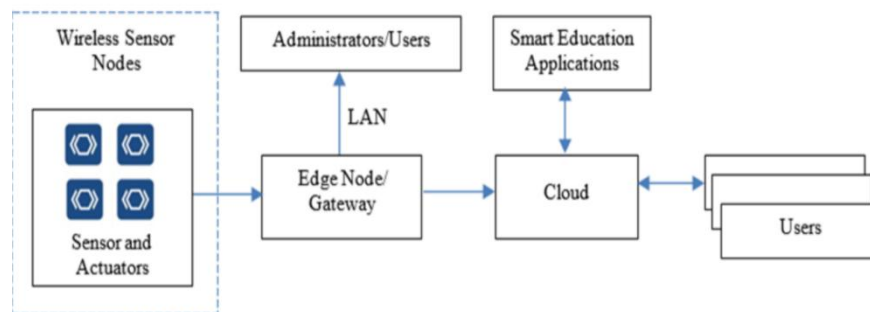 Wireless Sensor
Nodes
Sensor and
Actuators
Administrators/Users
LAN
Edge Node/
Gateway
Smart Education
Applications
Cloud
Users